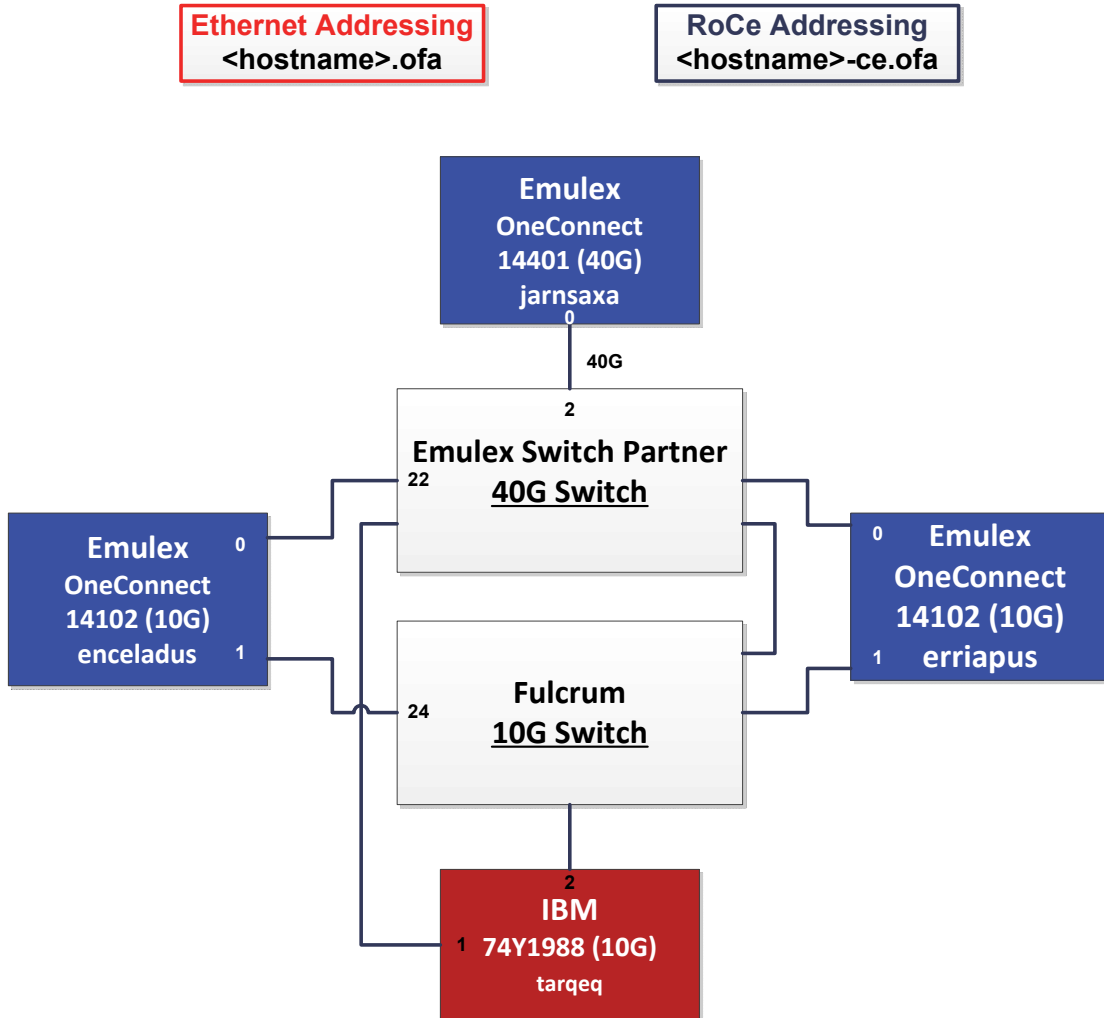 Ethernet Addressing
<hostname>.ofa
RoCe Addressing
<hostname>-ce.ofa
Emulex
OneConnect
14401 (40G)
jarnsaxa
0
40G
2
Emulex Switch Partner
40G Switch
22
Emulex
OneConnect
14102 (10G)
enceladus
0
1
Emulex
OneConnect
14102 (10G)
erriapus
0
1
Fulcrum
10G Switch
24
2
IBM
74Y1988 (10G)
tarqeq
1